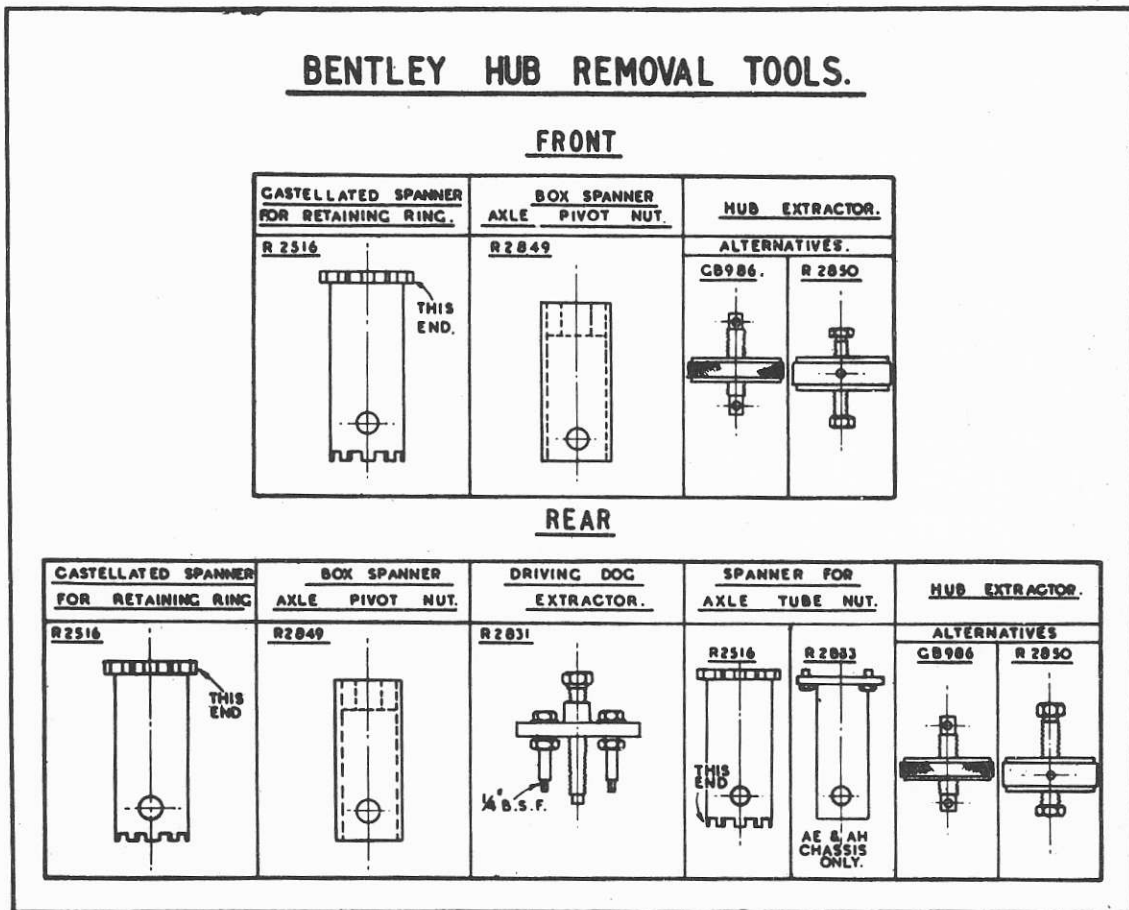 BENTLEY HUB REMOVAL TOOLS.
FRONT
CASTELLATED SPANNER
FOR RETAINING RING.
R 2516
THIS
END.
BOX SPANNER
AXLE PIVOT NUT.
R2849
HUB EXTRACTOR.
ALTERNATIVES.
GB986.
R 2850
REAR
CASTELLATED SPANNER
FOR RETAINING RING
R2516
THIS
END
BOX SPANNER
AXLE PIVOT NUT.
R2849
DRIVING DOG
EXTRACTOR.
R2831
1/4" B.S.F.
SPANNER FOR
AXLE TUBE NUT.
R2516
THIS
END
R 2883
AE & AH
CHASSIS
ONLY.
HUB EXTRACTOR.
ALTERNATIVES
GB986
R 2850